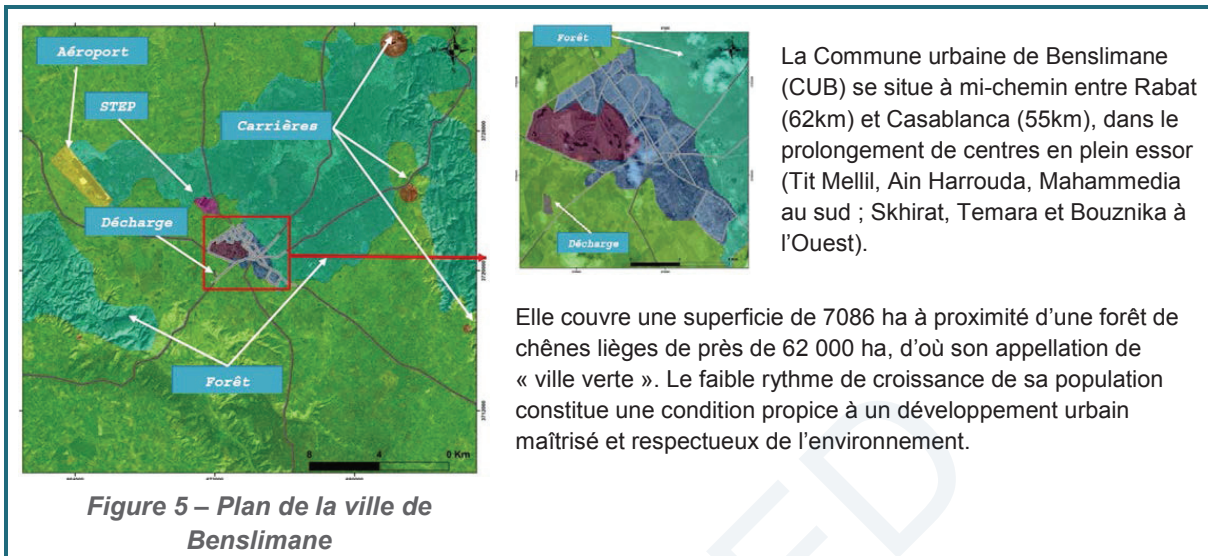 Aéroport
STEP
Carrières
Décharge
Forêt
8 4 0 Km
Figure 5 – Plan de la ville de
Benslimane
Forêt
Décharge
La Commune urbaine de Benslimane
(CUB) se situe à mi-chemin entre Rabat
(62km) et Casablanca (55km), dans le
prolongement de centres en plein essor
(Tit Mellil, Ain Harrouda, Mahammedia
au sud ; Skhirat, Temara et Bouznika à
l’Ouest).
Elle couvre une superficie de 7086 ha à proximité d’une forêt de
chênes lièges de près de 62 000 ha, d’où son appellation de
« ville verte ». Le faible rythme de croissance de sa population
constitue une condition propice à un développement urbain
maîtrisé et respectueux de l’environnement.